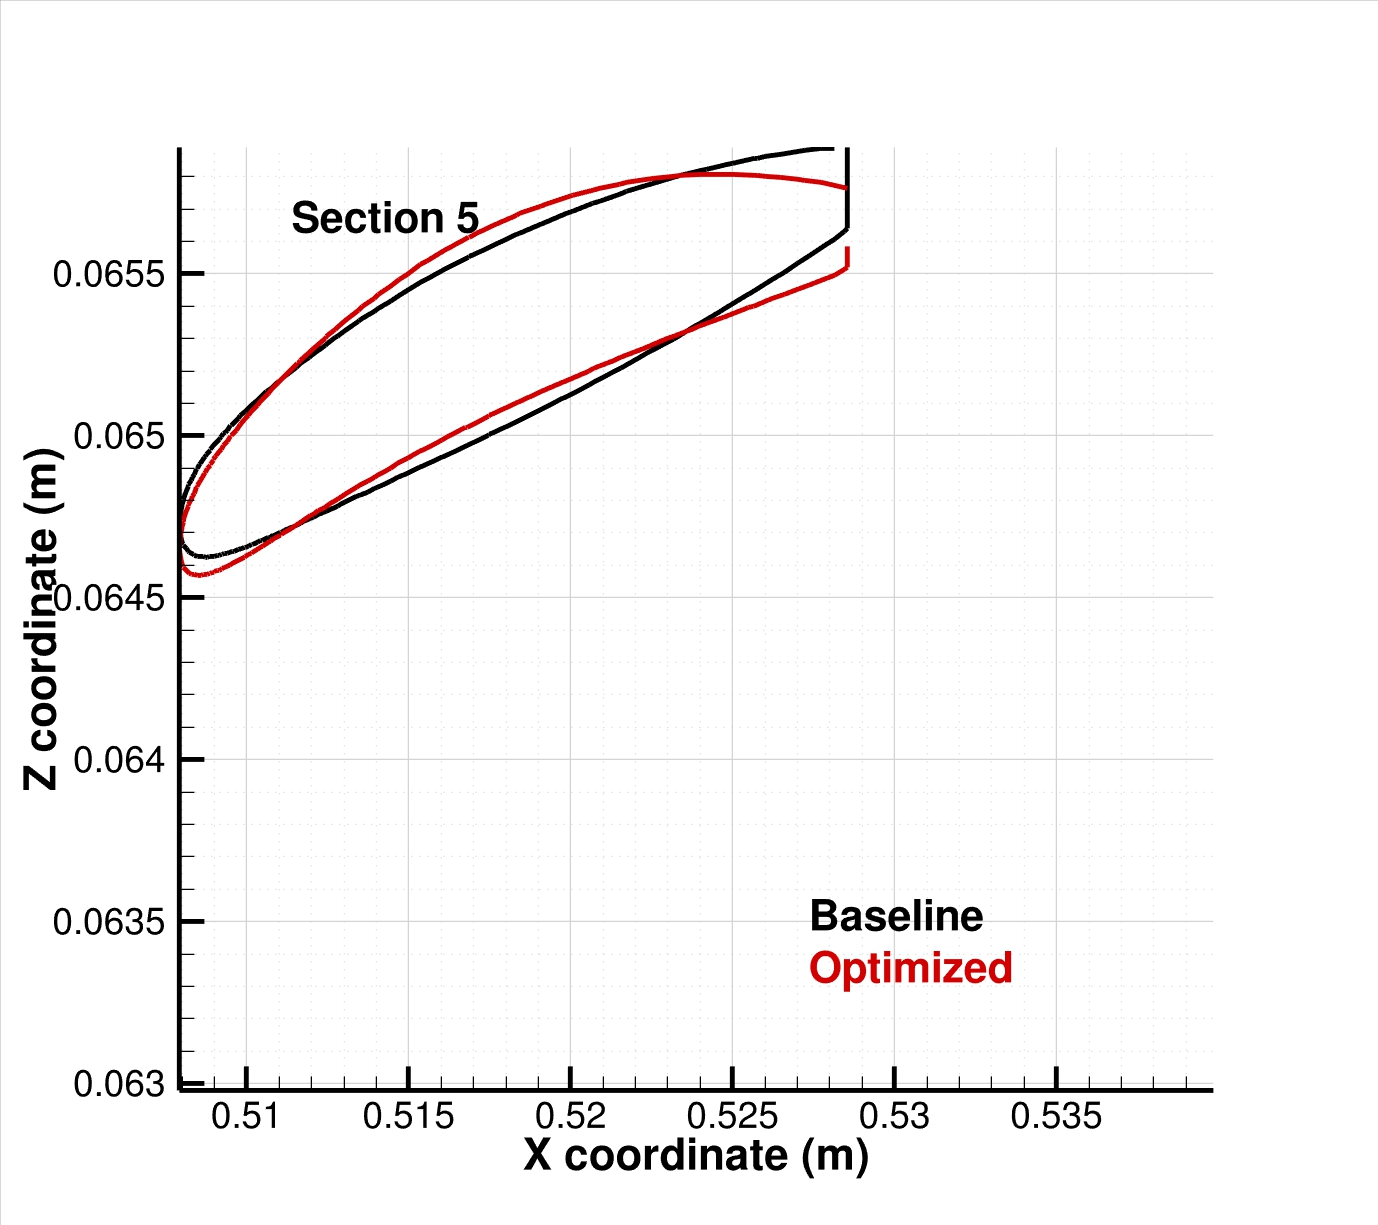 Section 5
0.0655
0.065
0.0645
0.064
0.0635
0.063
Z coordinate (m)
Baseline
Optimized
0.51 0.515 0.52 0.525 0.53 0.535
X coordinate (m)